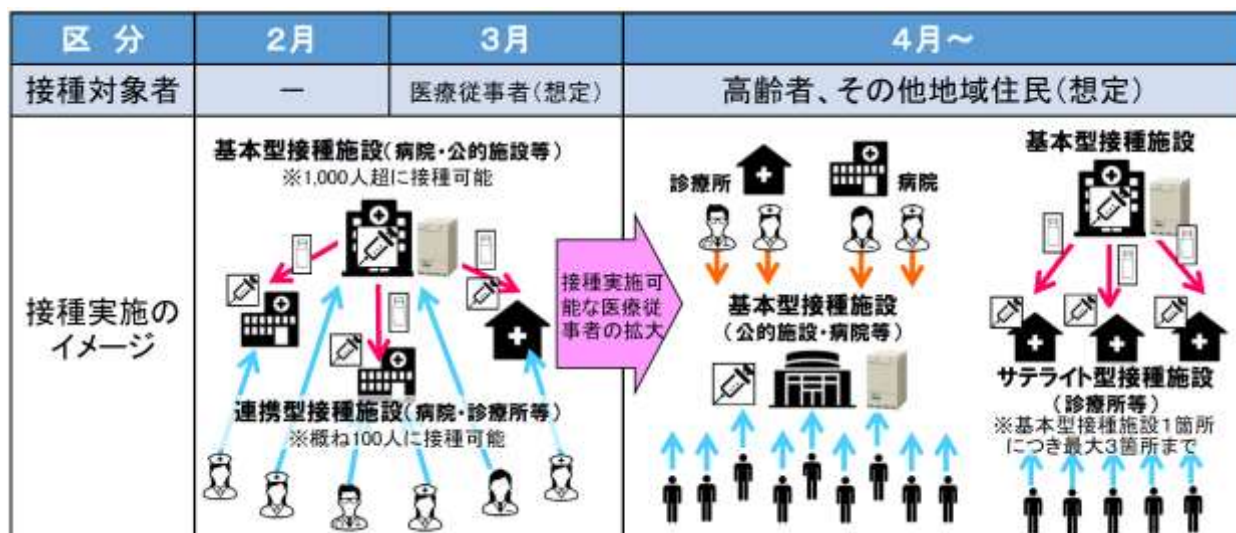 区 分
2月
3月
4月～
接種対象者
－
医療従事者(想定)
高齢者、その他地域住民(想定)
接種実施の
イメージ
基本型接種施設(病院・公的施設等)
※1,000人超に接種可能
連携型接種施設(病院・診療所等)
※概ね100人に接種可能
接種実施可
能な医療従
事者の拡大
診療所
病院
基本型接種施設
(公的施設・病院等)
基本型接種施設
サテライト型接種施設
(診療所等)
※基本型接種施設1箇所
につき最大3箇所まで